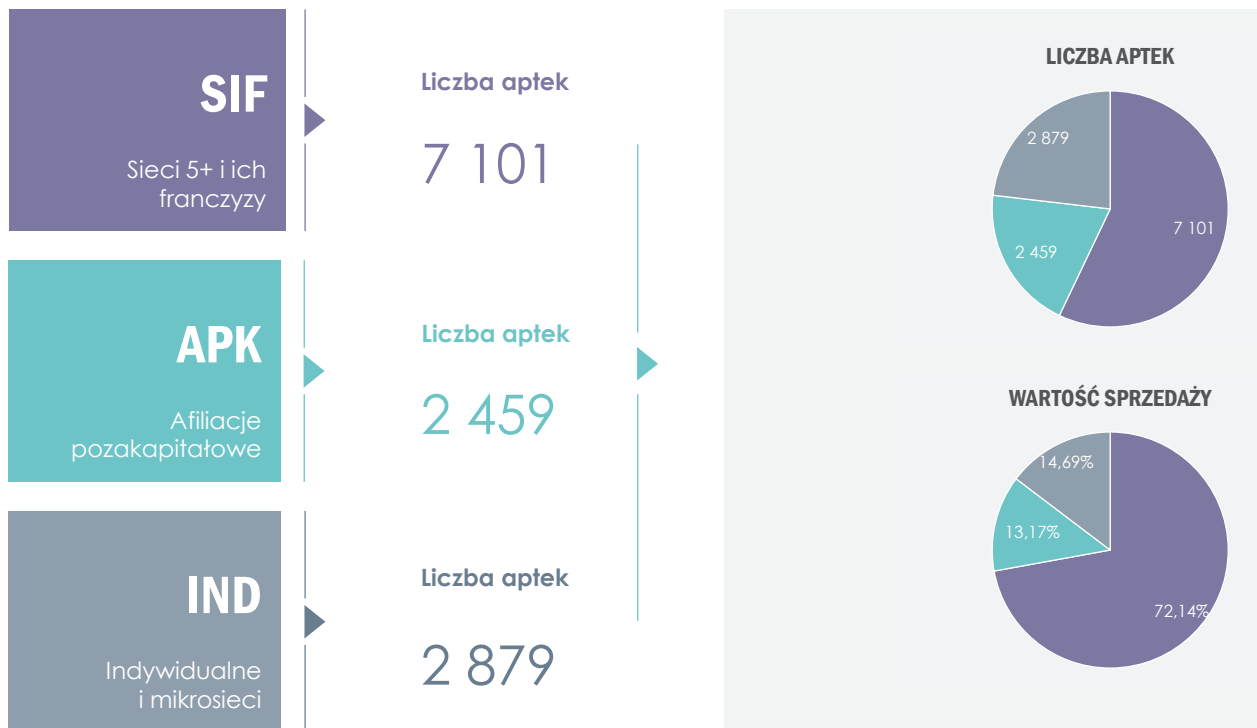 SIF
Sieci 5+ i ich
franczyzy
Liczba aptek
7 101
APK
Afiliacje
pozakapitałowe
Liczba aptek
2 459
IND
Indywidualne
i mikrosieci
Liczba aptek
2 879
LICZBA APTEK
2 879
7 101
2 459
WARTOŚĆ SPRZEDAŻY
14,69%
13,17%
72,14%